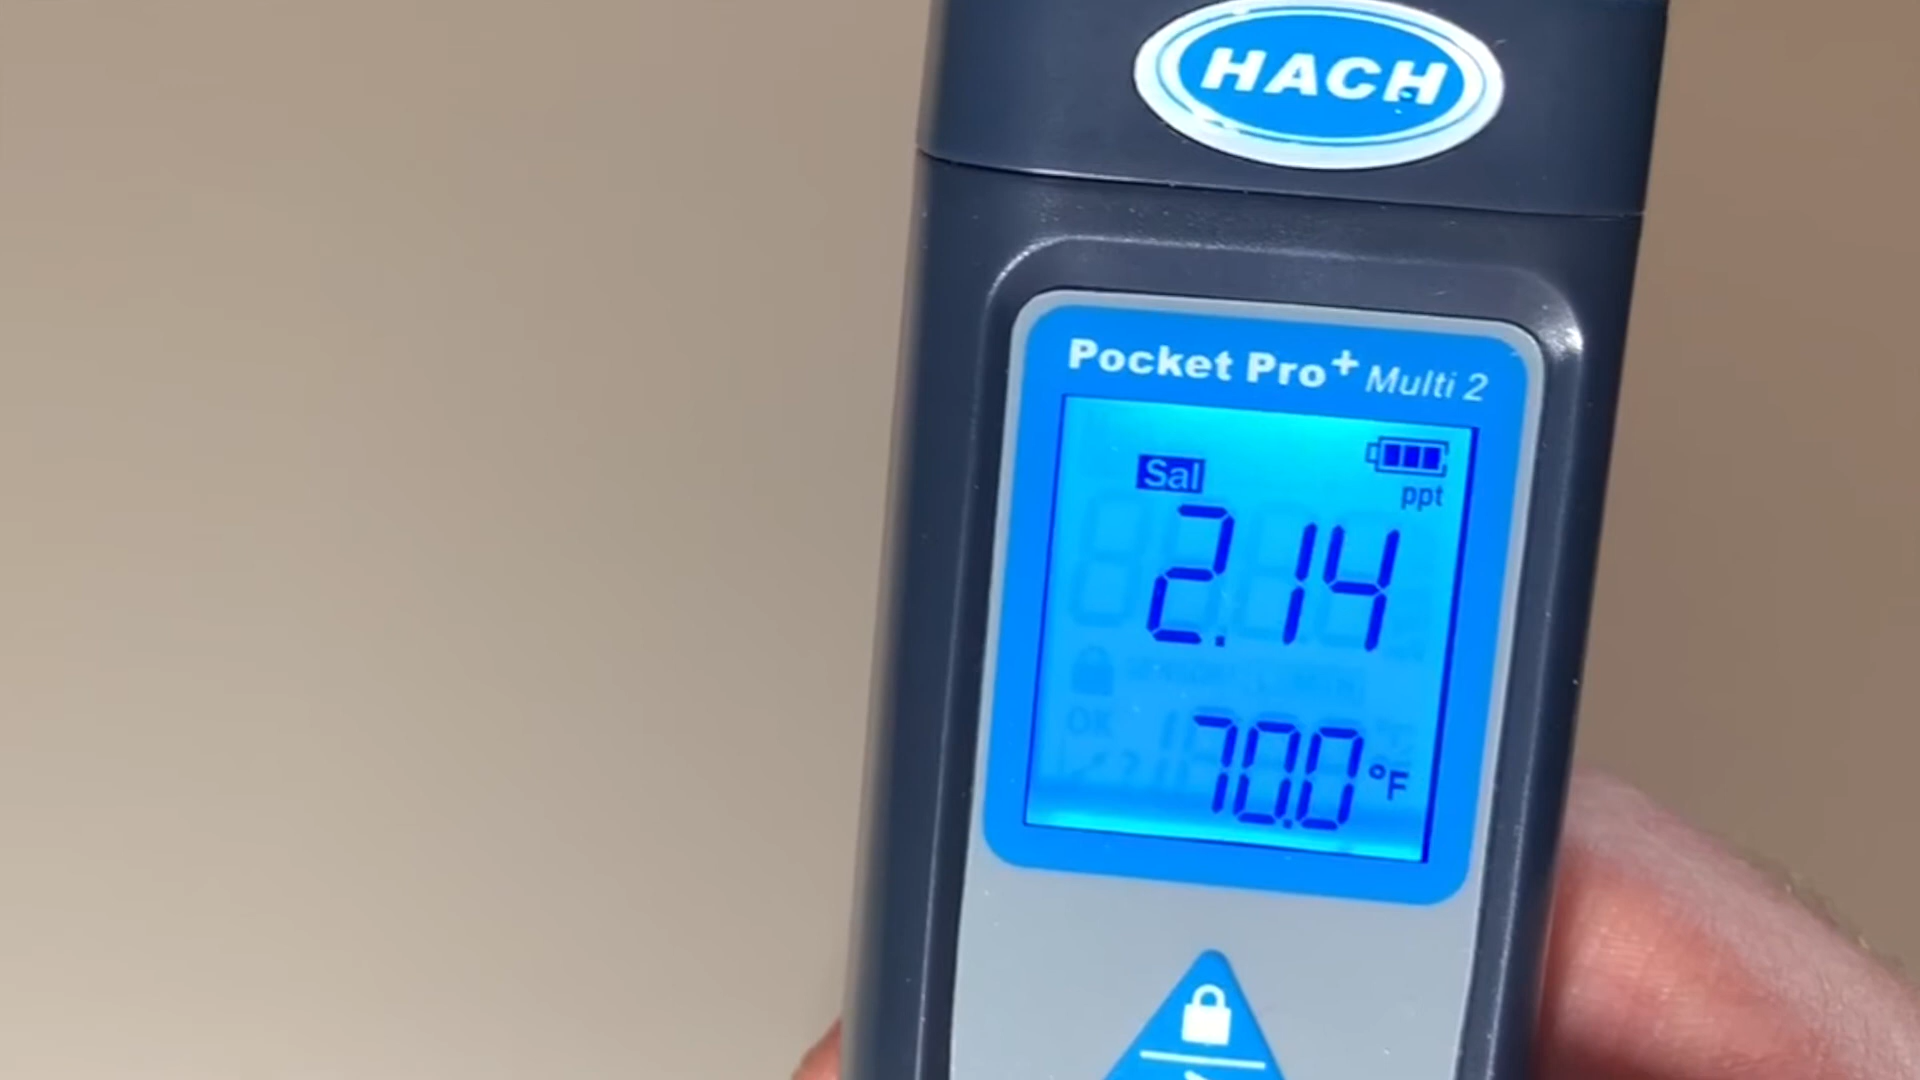 HACH
Pocket Pro+ Multi 2
Sal
ppt
2.14
70.0 °F